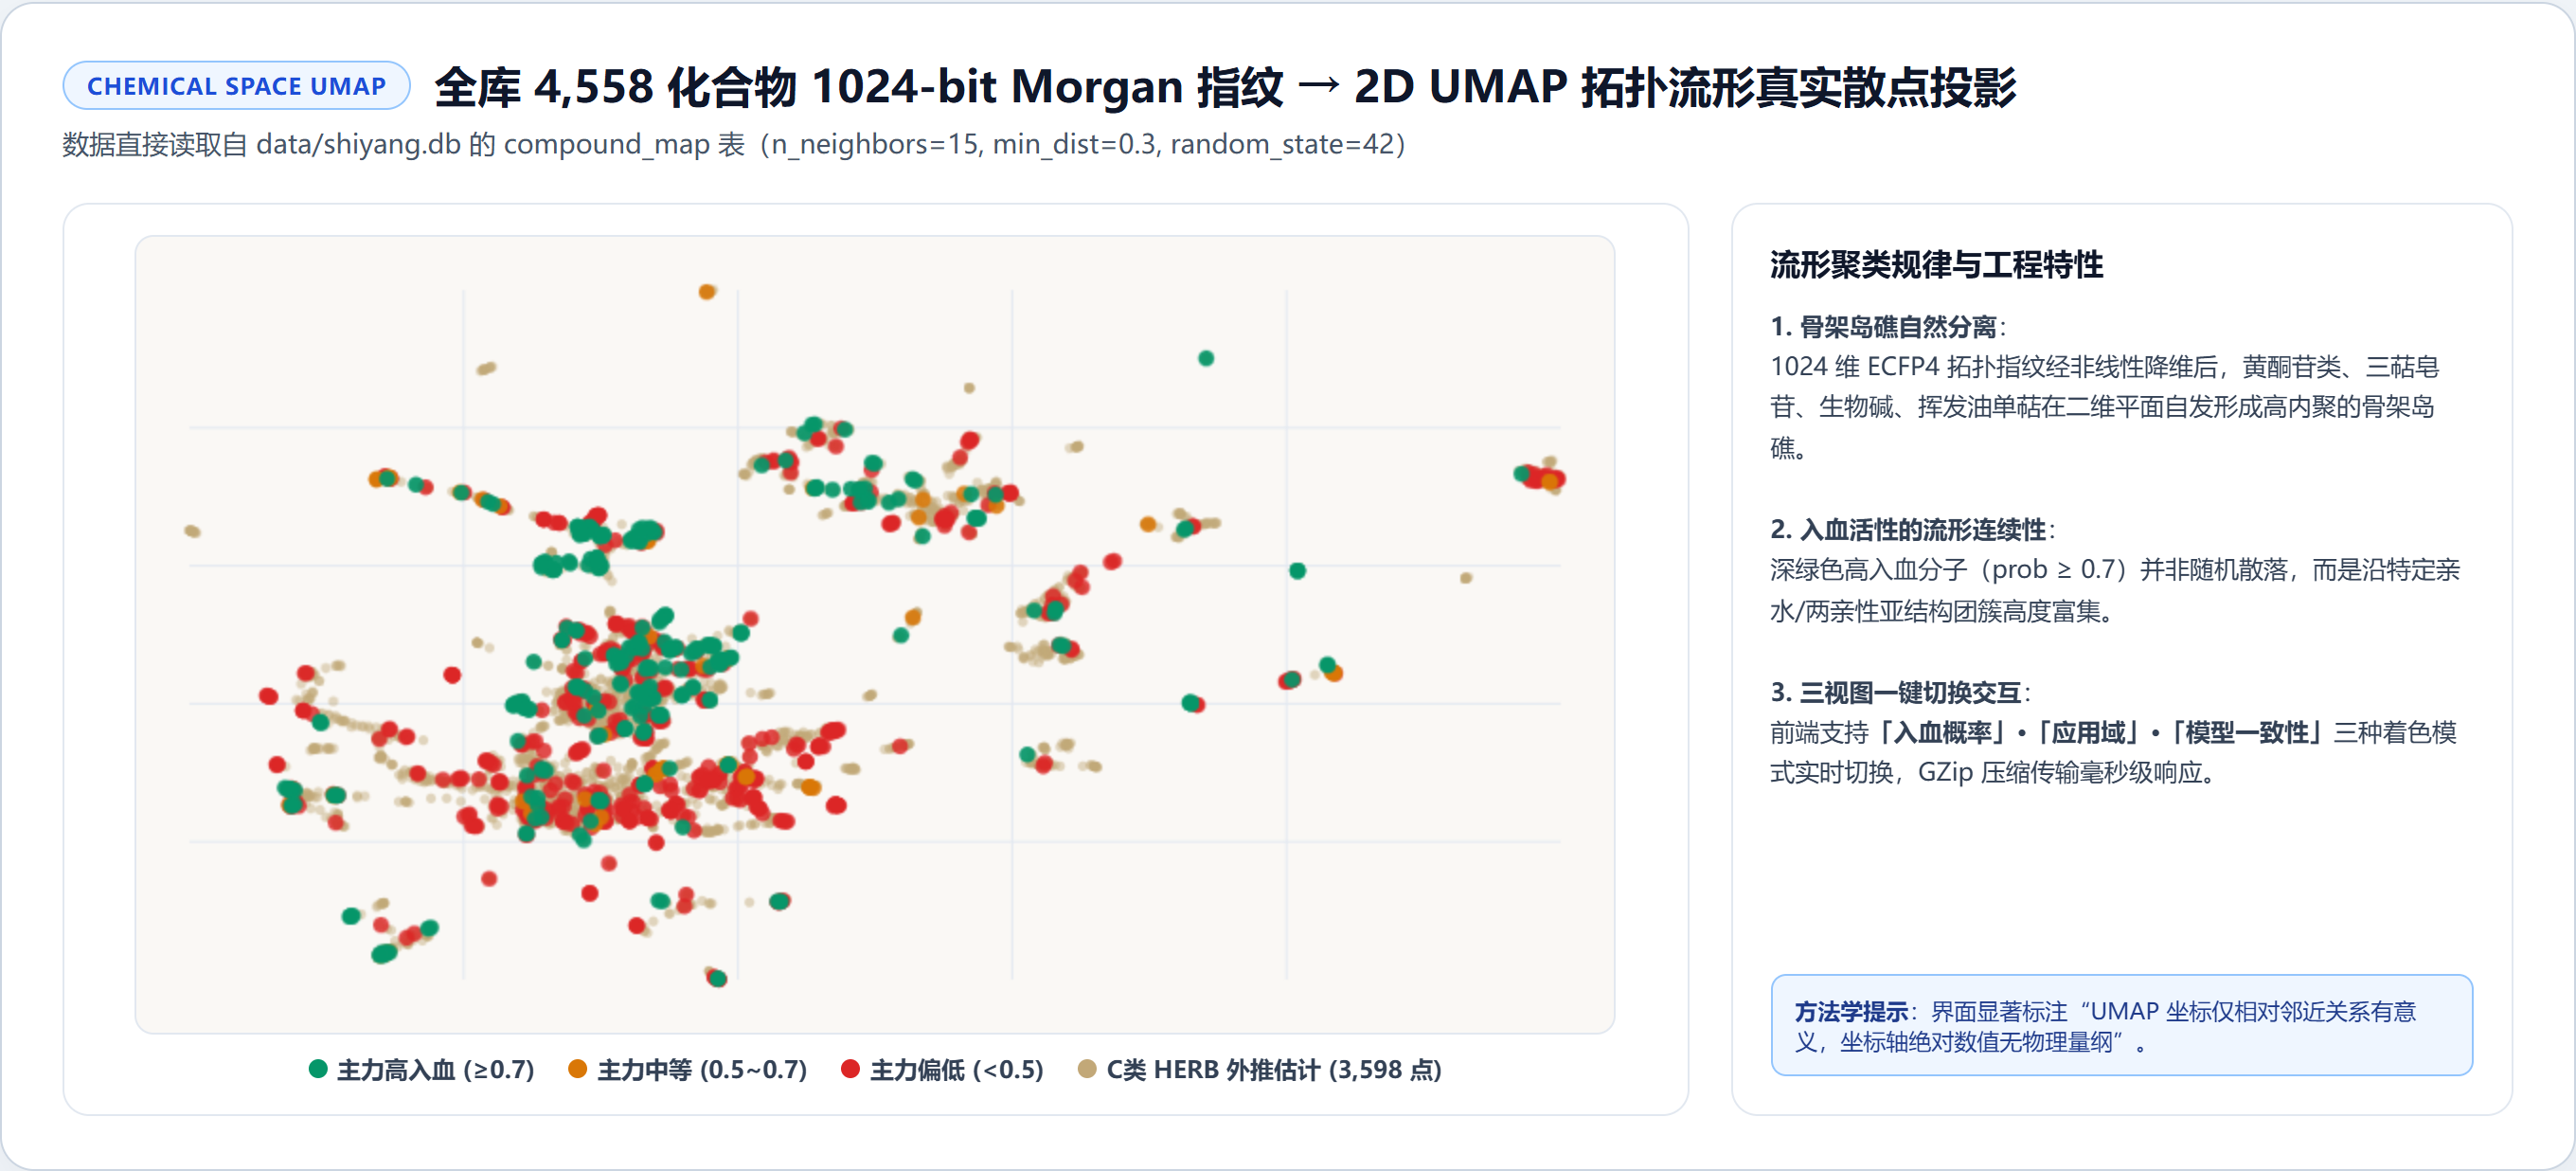 CHEMICAL SPACE UMAP
全库 4,558 化合物 1024-bit Morgan 指纹 → 2D UMAP 拓扑流形真实散点投影
数据直接读取自 data/shiyang.db 的 compound_map 表（n_neighbors=15, min_dist=0.3, random_state=42）
主力高入血 (≥0.7)
主力中等 (0.5~0.7)
主力偏低 (<0.5)
C类 HERB 外推估计 (3,598 点)
流形聚类规律与工程特性
1. 骨架岛礁自然分离：
1024 维 ECFP4 拓扑指纹经非线性降维后，黄酮苷类、三萜皂
苷、生物碱、挥发油单萜在二维平面自发形成高内聚的骨架岛
礁。
2. 入血活性的流形连续性：
深绿色高入血分子（prob ≥ 0.7）并非随机散落，而是沿特定亲
水/两亲性亚结构团簇高度富集。
3. 三视图一键切换交互：
前端支持「入血概率」•「应用域」•「模型一致性」三种着色模
式实时切换，GZip 压缩传输毫秒级响应。
方法学提示：界面显著标注“UMAP 坐标仅相对邻近关系有意
义，坐标轴绝对数值无物理量纲”。